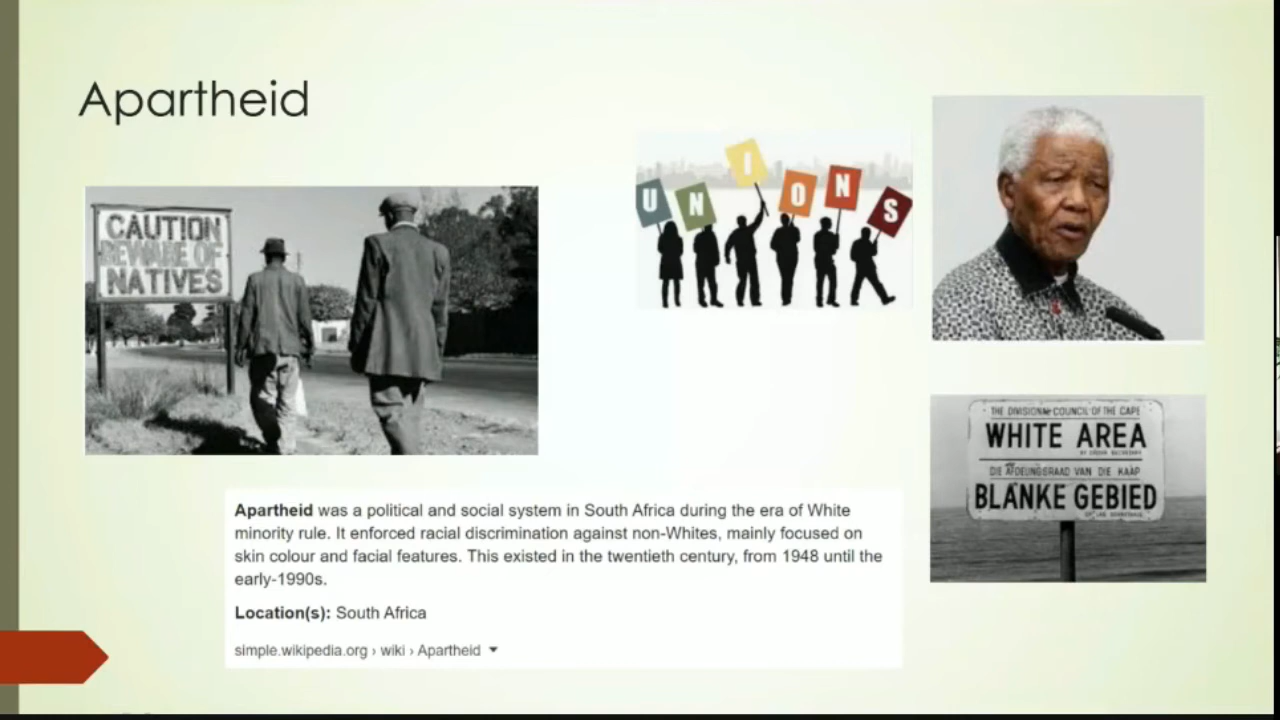 Apartheid
CAUTION
BEWARE OF
NATIVES
UNIONS
THE DIVISIONAL COUNCIL OF THE CAPE
WHITE AREA
BY ORDER SECRETARY
DIE AFDELINGSRAAD VAN DIE KAAP
BLANKE GEBIED
Apartheid was a political and social system in South Africa during the era of White
minority rule. It enforced racial discrimination against non-Whites, mainly focused on
skin colour and facial features. This existed in the twentieth century, from 1948 until the
early-1990s.
Location(s): South Africa
simple.wikipedia.org › wiki › Apartheid